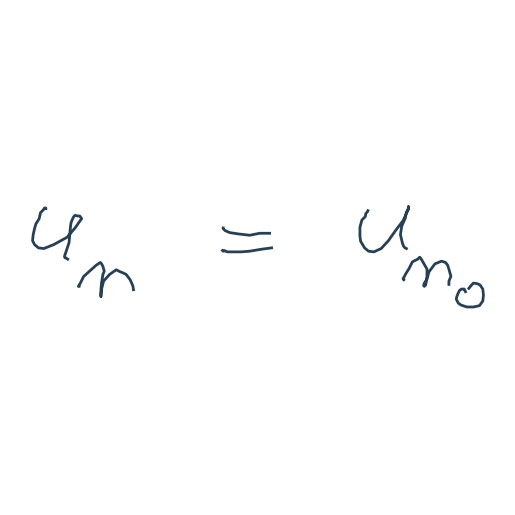 u_n = u_{n_0}